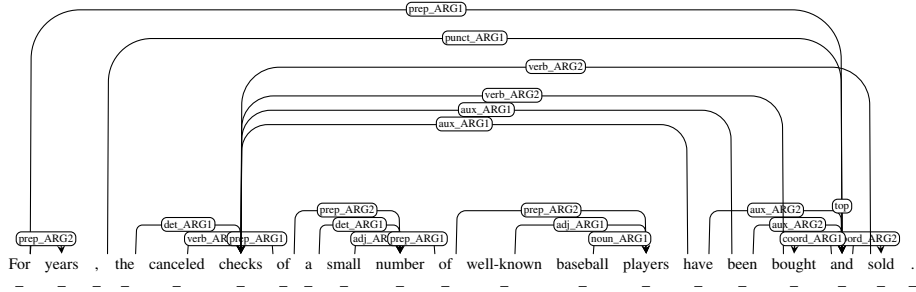 prep_ARG1
punct_ARG1
verb_ARG2
verb_ARG2
aux_ARG1
aux_ARG1
top
prep_ARG2 prep_ARG2 aux_ARG2
det_ARG1 det_ARG1 adj_ARG1 aux_ARG2
prep_ARG2 verb_AR prep_ARG1 adj_AR prep_ARG1 noun_ARG1 coord_ARG1 ord_ARG2
For years , the canceled checks of a small number of well-known baseball players have been bought and sold .
_ _ _ _ _ _ _ _ _ _ _ _ _ _ _ _ _ _ _ _